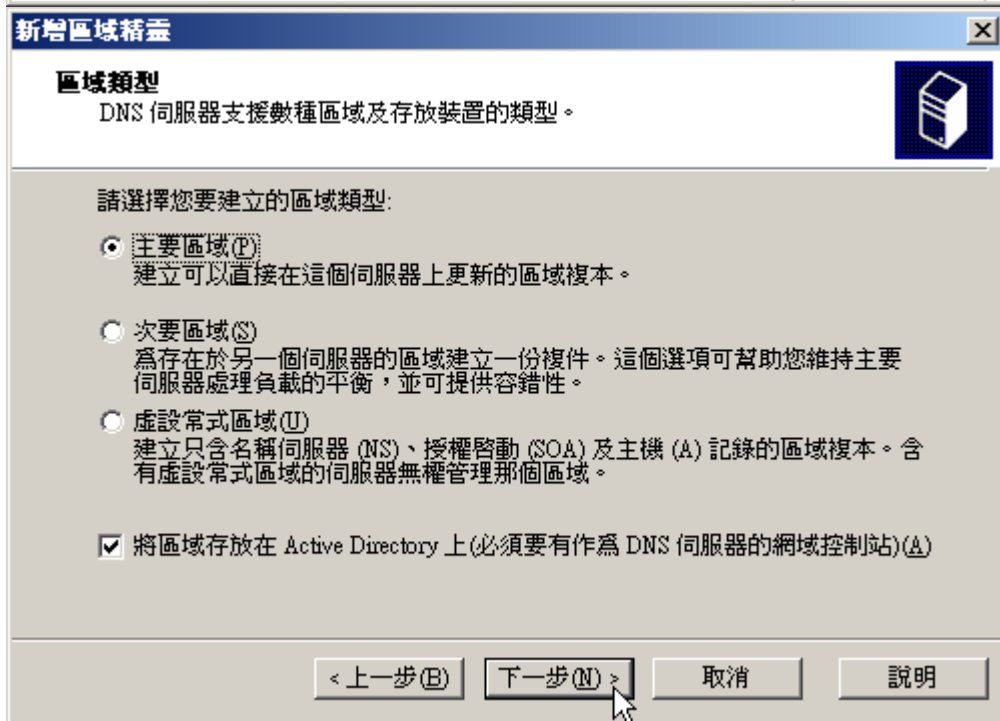 新增區域精靈
區域類型
DNS 伺服器支援數種區域及存放裝置的類型。
請選擇您要建立的區域類型:
主要區域(P)
建立可以直接在這個伺服器上更新的區域複本。
次要區域(S)
為存在於另一個伺服器的區域建立一份複件。這個選項可幫助您維持主要
伺服器處理負載的平衡，並可提供容錯性。
虛設常式區域(U)
建立只含名稱伺服器 (NS)、授權啓動 (SOA) 及主機 (A) 記錄的區域複本。含
有虛設常式區域的伺服器無權管理那個區域。
將區域存放在 Active Directory 上(必須要有作為 DNS 伺服器的網域控制站)(A)
<上一步(B) 下一步(N)> 取消 說明